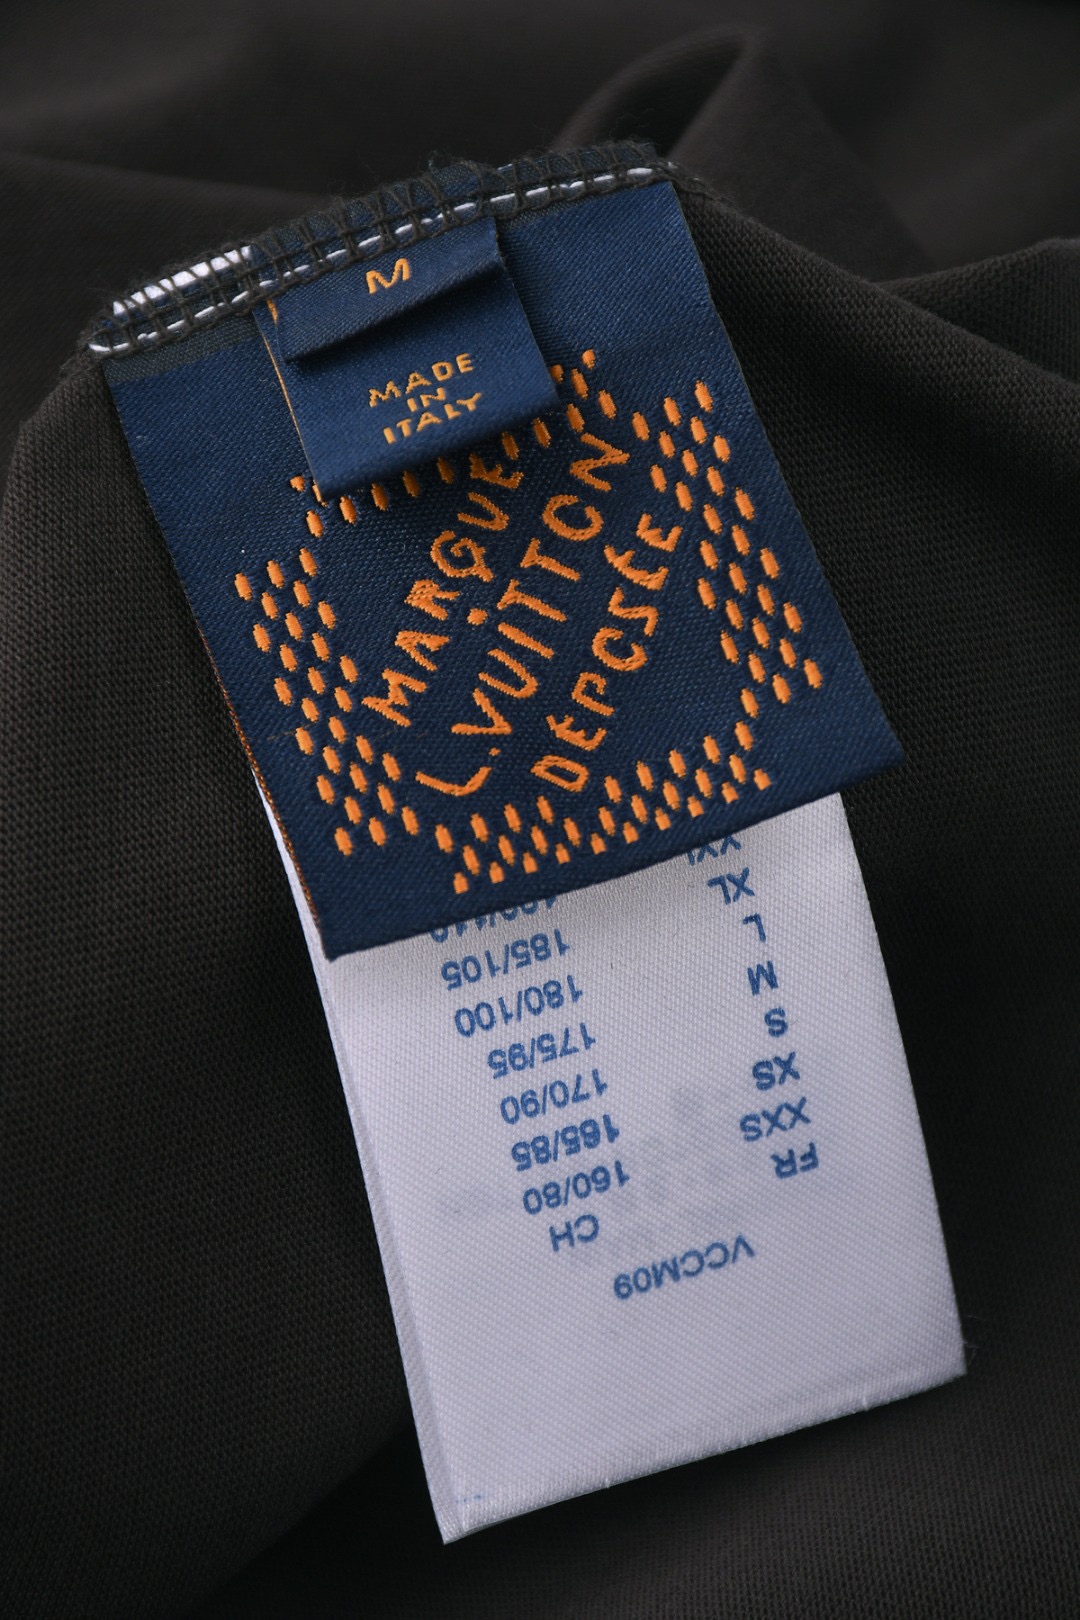 M
MADE
IN
ITALY
MARQUE
L.VUITTON
DEPOSEE
VCCM09
FR CH
XXS 160/80
XS 165/85
S 170/90
M 175/95
L 180/100
XL 185/105